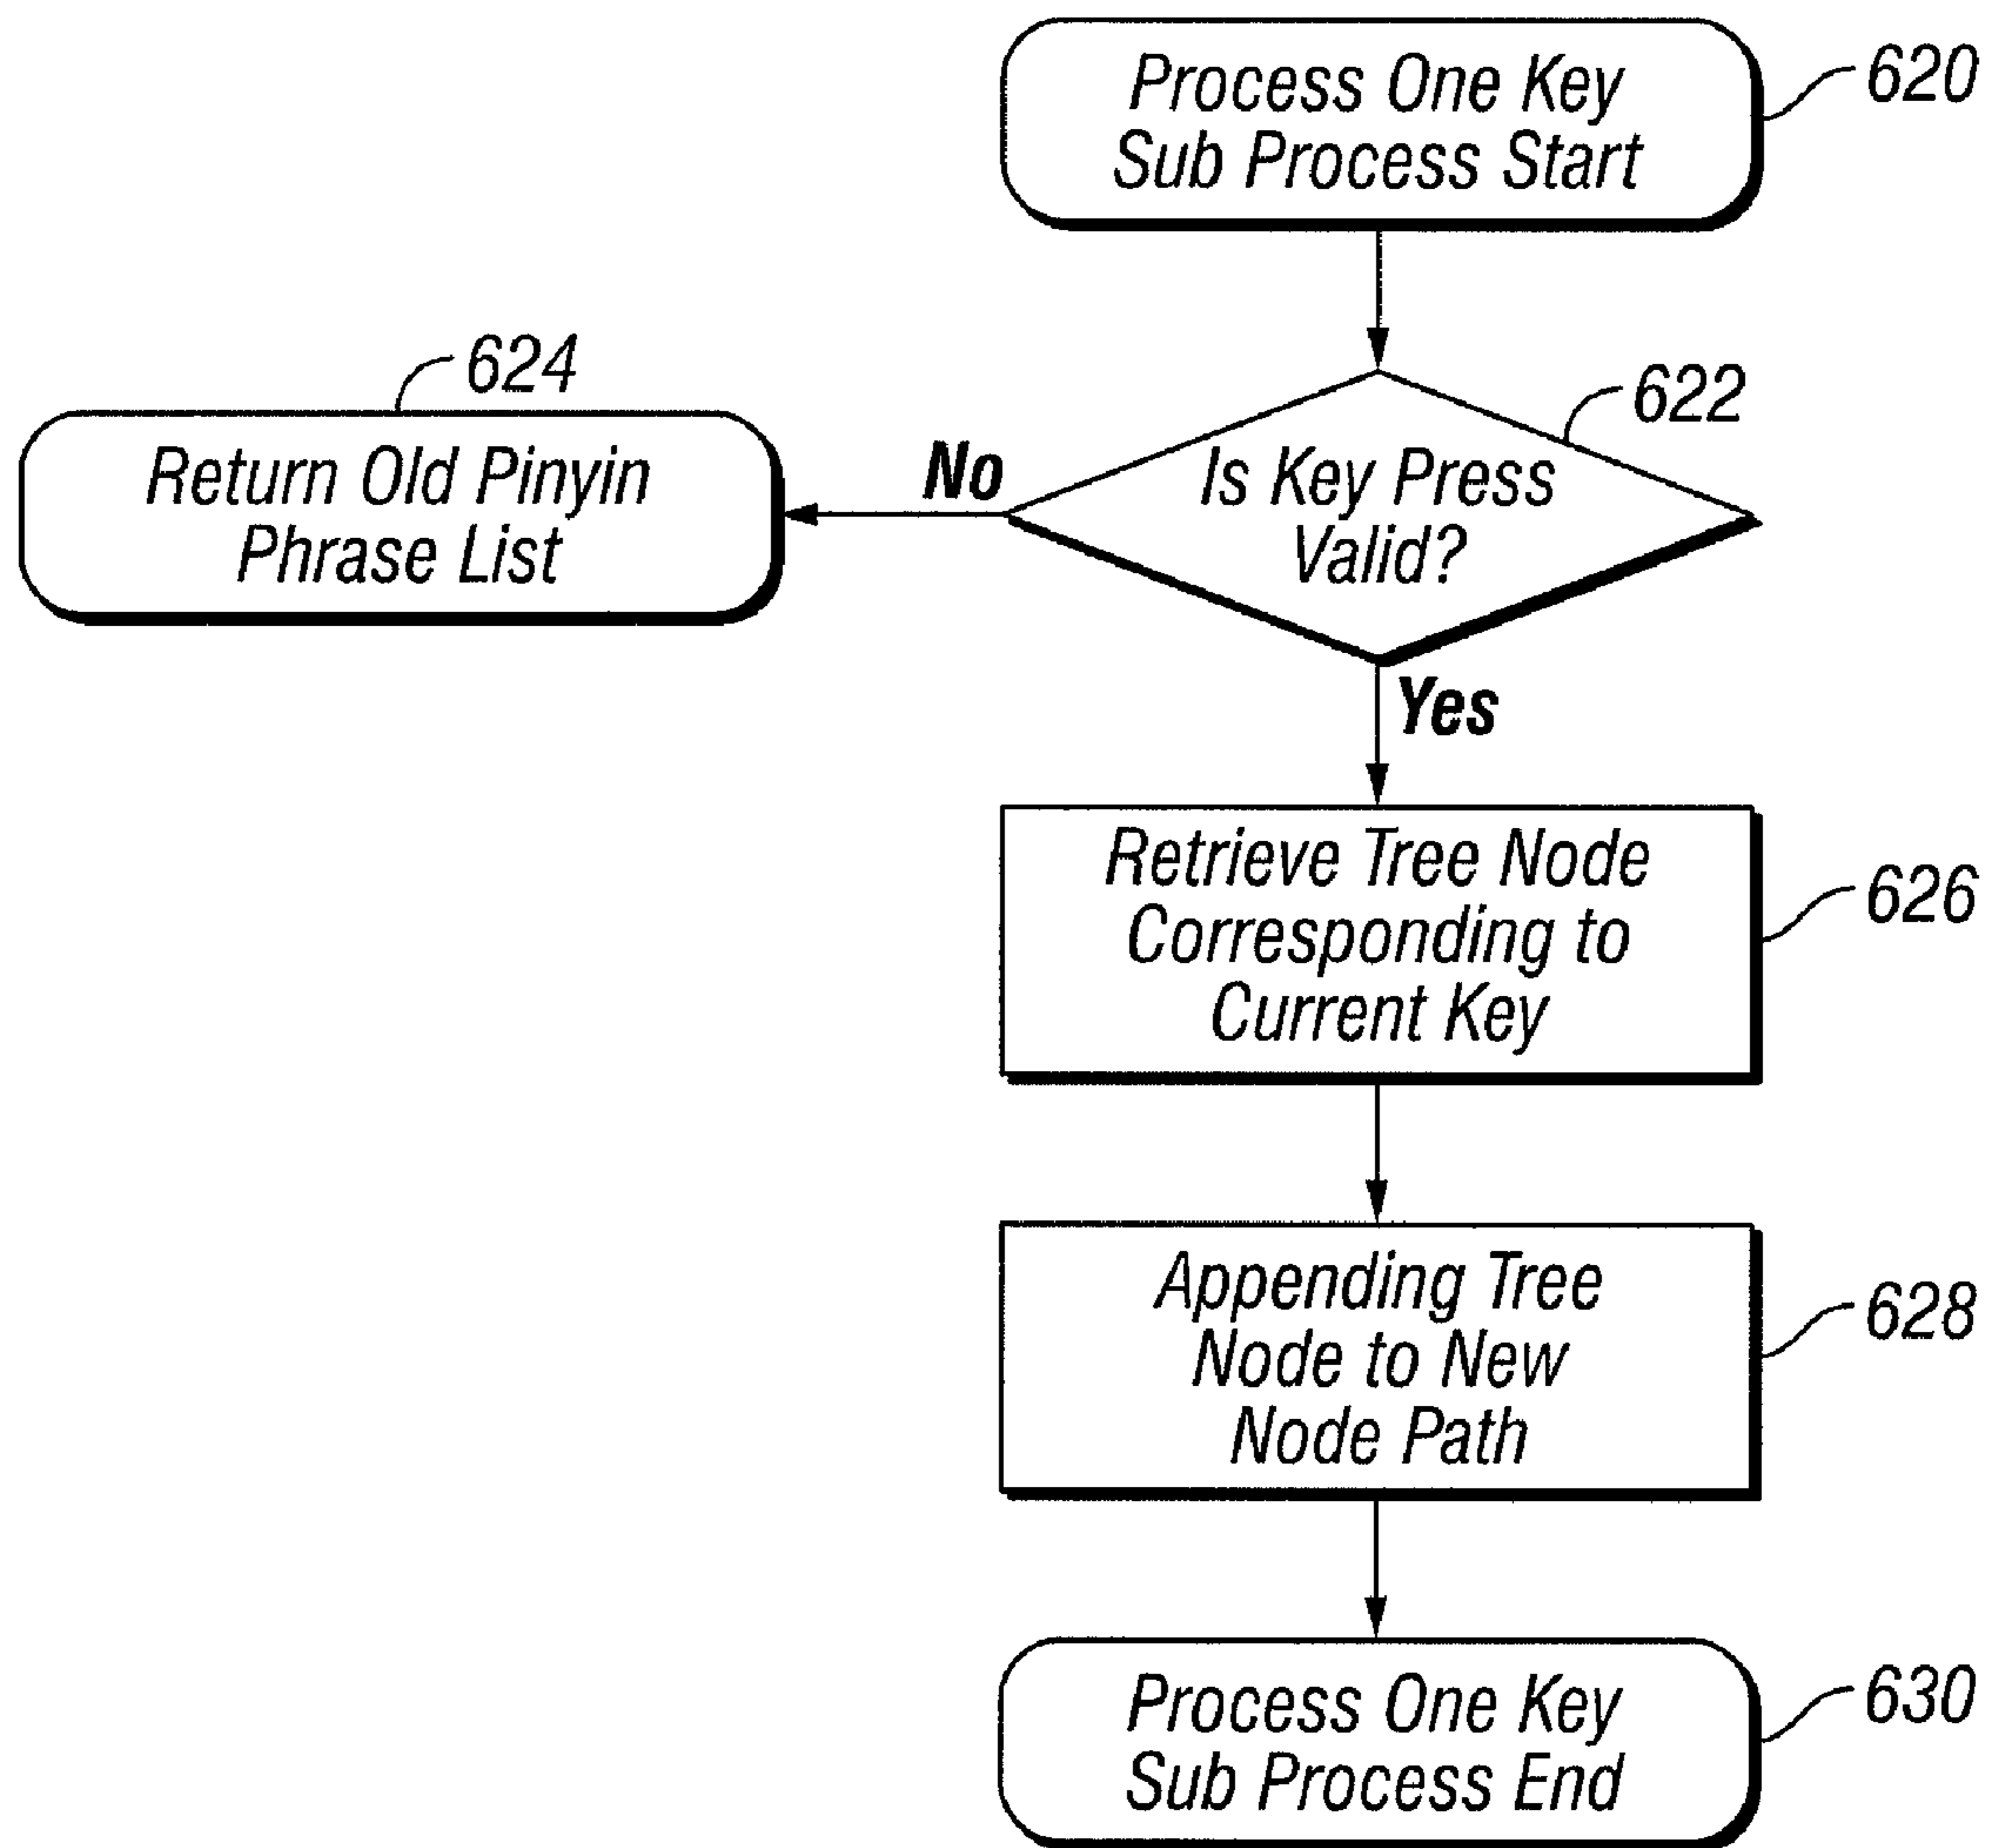 Process One Key
Sub Process Start
620
624
Return Old Pinyin
Phrase List
No
622
Is Key Press
Valid?
Yes
Retrieve Tree Node
Corresponding to
Current Key
626
Appending Tree
Node to New
Node Path
628
Process One Key
Sub Process End
630